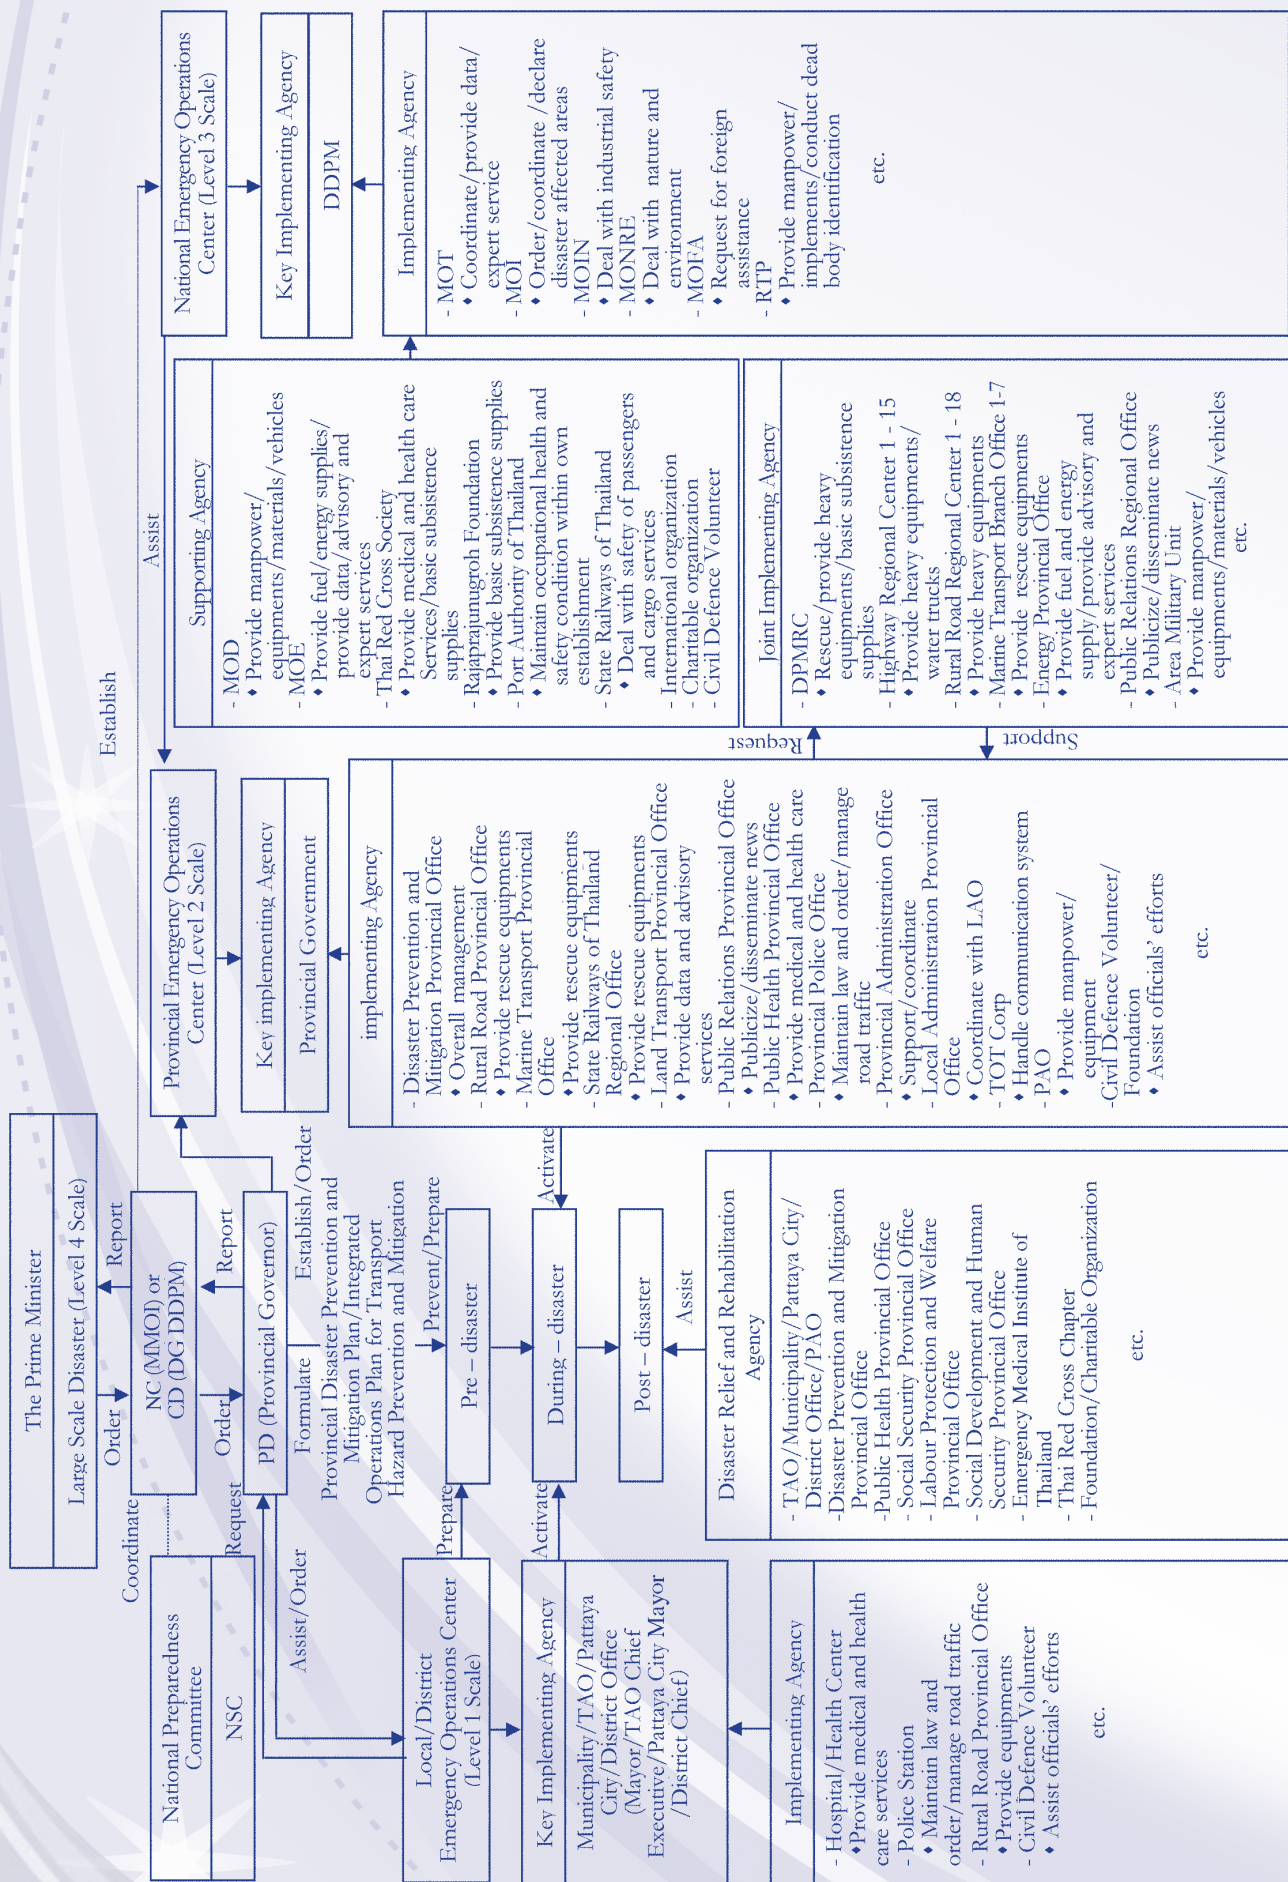 The Prime Minister
Large Scale Disaster (Level 4 Scale)
Order
Report
Coordinate
Establish
National Preparedness
Committee
NSC
NC (MMOI) or
CD (DG DDPM)
Order
Report
Request
Assist/Order
PD (Provincial Governor)
Formulate
Establish/Order
Provincial Disaster Prevention and
Mitigation Plan/Integrated
Operations Plan for Transport
Hazard Prevention and Mitigation
Prevent/Prepare
Local/District
Emergency Operations Center
(Level 1 Scale)
Prepare
Key Implementing Agency
Municipality/TAO/Pattaya
City/District Office
(Mayor/TAO Chief
Executive/Pattaya City Mayor
/District Chief)
Activate
Implementing Agency
- Hospital/Health Center
♦Provide medical and health
care services
- Police Station
♦ Maintain law and
order/manage road traffic
- Rural Road Provincial Office
♦Provide equipments
- Civil Defence Volunteer
♦ Assist officials’ efforts
etc.
Pre – disaster
During – disaster
Activate
Post – disaster
Assist
Disaster Relief and Rehabilitation
Agency
- TAO/Municipality/Pattaya City/
District Office/PAO
-Disaster Prevention and Mitigation
Provincial Office
-Public Health Provincial Office
- Social Security Provincial Office
- Labour Protection and Welfare
Provincial Office
- Social Development and Human
Security Provincial Office
- Emergency Medical Institute of
Thailand
- Thai Red Cross Chapter
- Foundation/Charitable Organization
etc.
Provincial Emergency Operations
Center (Level 2 Scale)
Key implementing Agency
Provincial Government
implementing Agency
- Disaster Prevention and
Mitigation Provincial Office
♦ Overall management
- Rural Road Provincial Office
♦ Provide rescue equipments
- Marine Transport Provincial
Office
♦Provide rescue equipments
- State Railways of Thailand
Regional Office
♦ Provide rescue equipments
- Land Transport Provincial Office
♦ Provide data and advisory
services
- Public Relations Provincial Office
♦ Publicize/disseminate news
- Public Health Provincial Office
♦ Provide medical and health care
- Provincial Police Office
♦ Maintain law and order/manage
road traffic
- Provincial Administration Office
♦ Support/coordinate
- Local Administration Provincial
Office
♦ Coordinate with LAO
- TOT Corp
♦ Handle communication system
- PAO
♦ Provide manpower/
equipment
-Civil Defence Volunteer/
Foundation
♦ Assist officials’ efforts
etc.
Request
Support
Assist
Supporting Agency
- MOD
♦ Provide manpower/
equipments/materials/vehicles
- MOE
♦ Provide fuel/energy supplies/
provide data/advisory and
expert services
- Thai Red Cross Society
♦ Provide medical and health care
Services/basic subsistence
supplies
- Rajaprajanugroh Foundation
♦ Provide basic subsistence supplies
- Port Authority of Thailand
♦ Maintain occupational health and
safety condition within own
establishment
- State Railways of Thailand
♦ Deal with safety of passengers
and cargo services
- International organization
- Charitable organization
- Civil Defence Volunteer
Joint Implementing Agency
- DPMRC
♦ Rescue/provide heavy
equipments/basic subsistence
supplies
- Highway Regional Center 1 - 15
♦ Provide heavy equipments/
water trucks
- Rural Road Regional Center 1 - 18
♦ Provide heavy equipments
- Marine Transport Branch Office 1-7
♦ Provide rescue equipments
- Energy Provincial Office
♦ Provide fuel and energy
supply/provide advisory and
expert services
- Public Relations Regional Office
♦ Publicize/disseminate news
- Area Military Unit
♦ Provide manpower/
equipments/materials/vehicles
etc.
National Emergency Operations
Center (Level 3 Scale)
Key Implementing Agency
DDPM
Implementing Agency
- MOT
♦ Coordinate/provide data/
expert service
- MOI
♦ Order/coordinate /declare
disaster affected areas
- MOIN
♦ Deal with industrial safety
- MONRE
♦ Deal with nature and
environment
- MOFA
♦ Request for foreign
assistance
- RTP
♦ Provide manpower/
implements/conduct dead
body identification
etc.